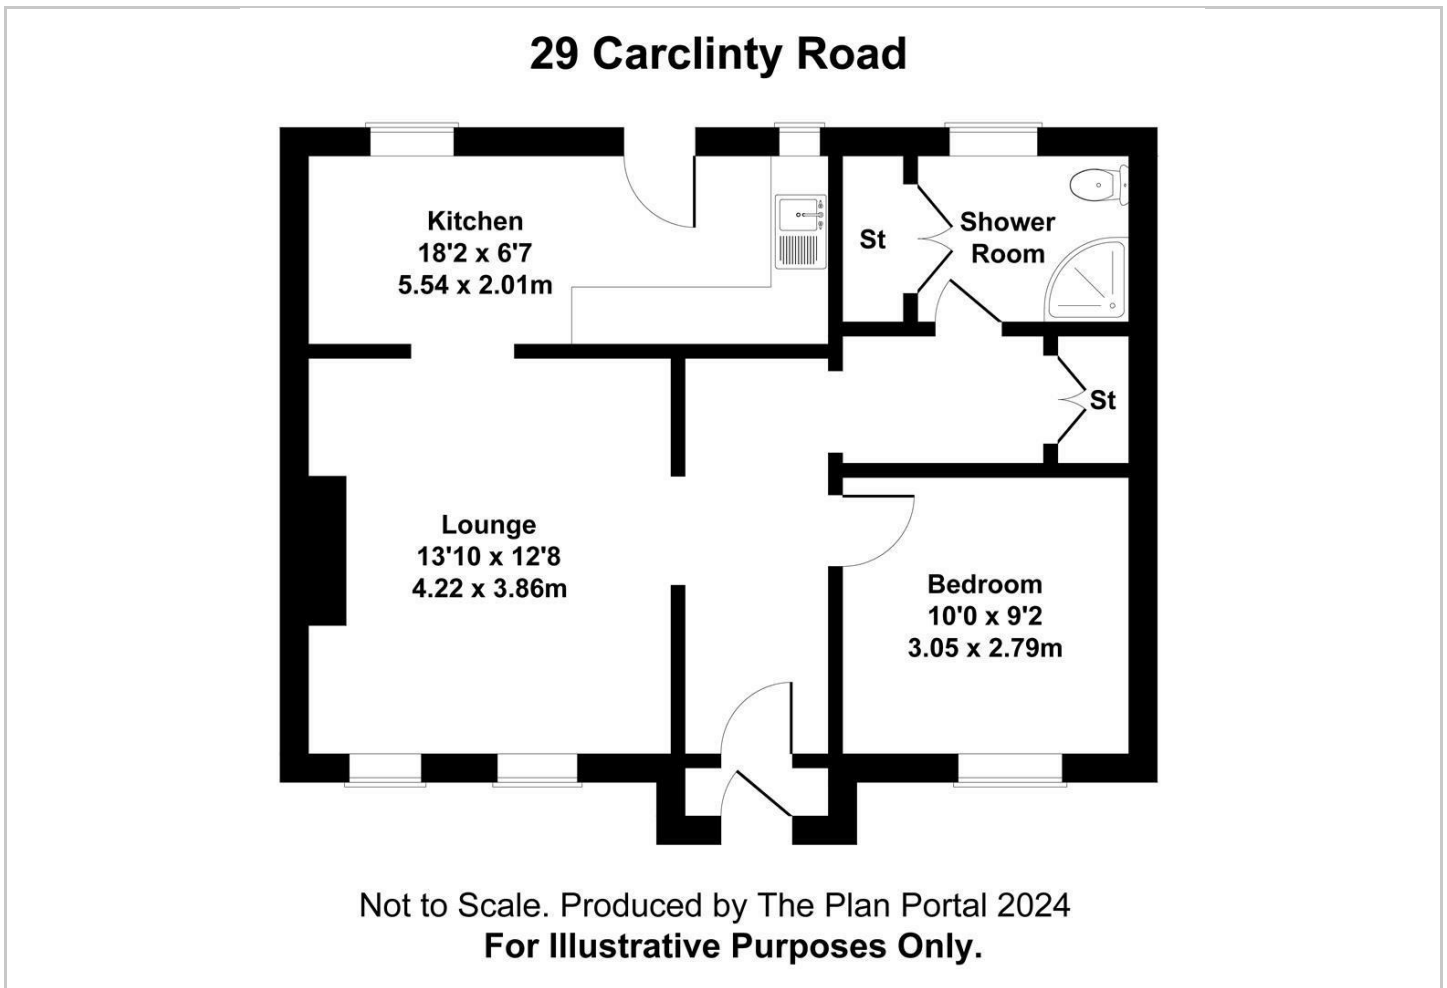 29 Carclinty Road
Kitchen
18'2 x 6'7
5.54 x 2.01m
St
Shower
Room
St
Lounge
13'10 x 12'8
4.22 x 3.86m
Bedroom
10'0 x 9'2
3.05 x 2.79m
Not to Scale. Produced by The Plan Portal 2024
For Illustrative Purposes Only.